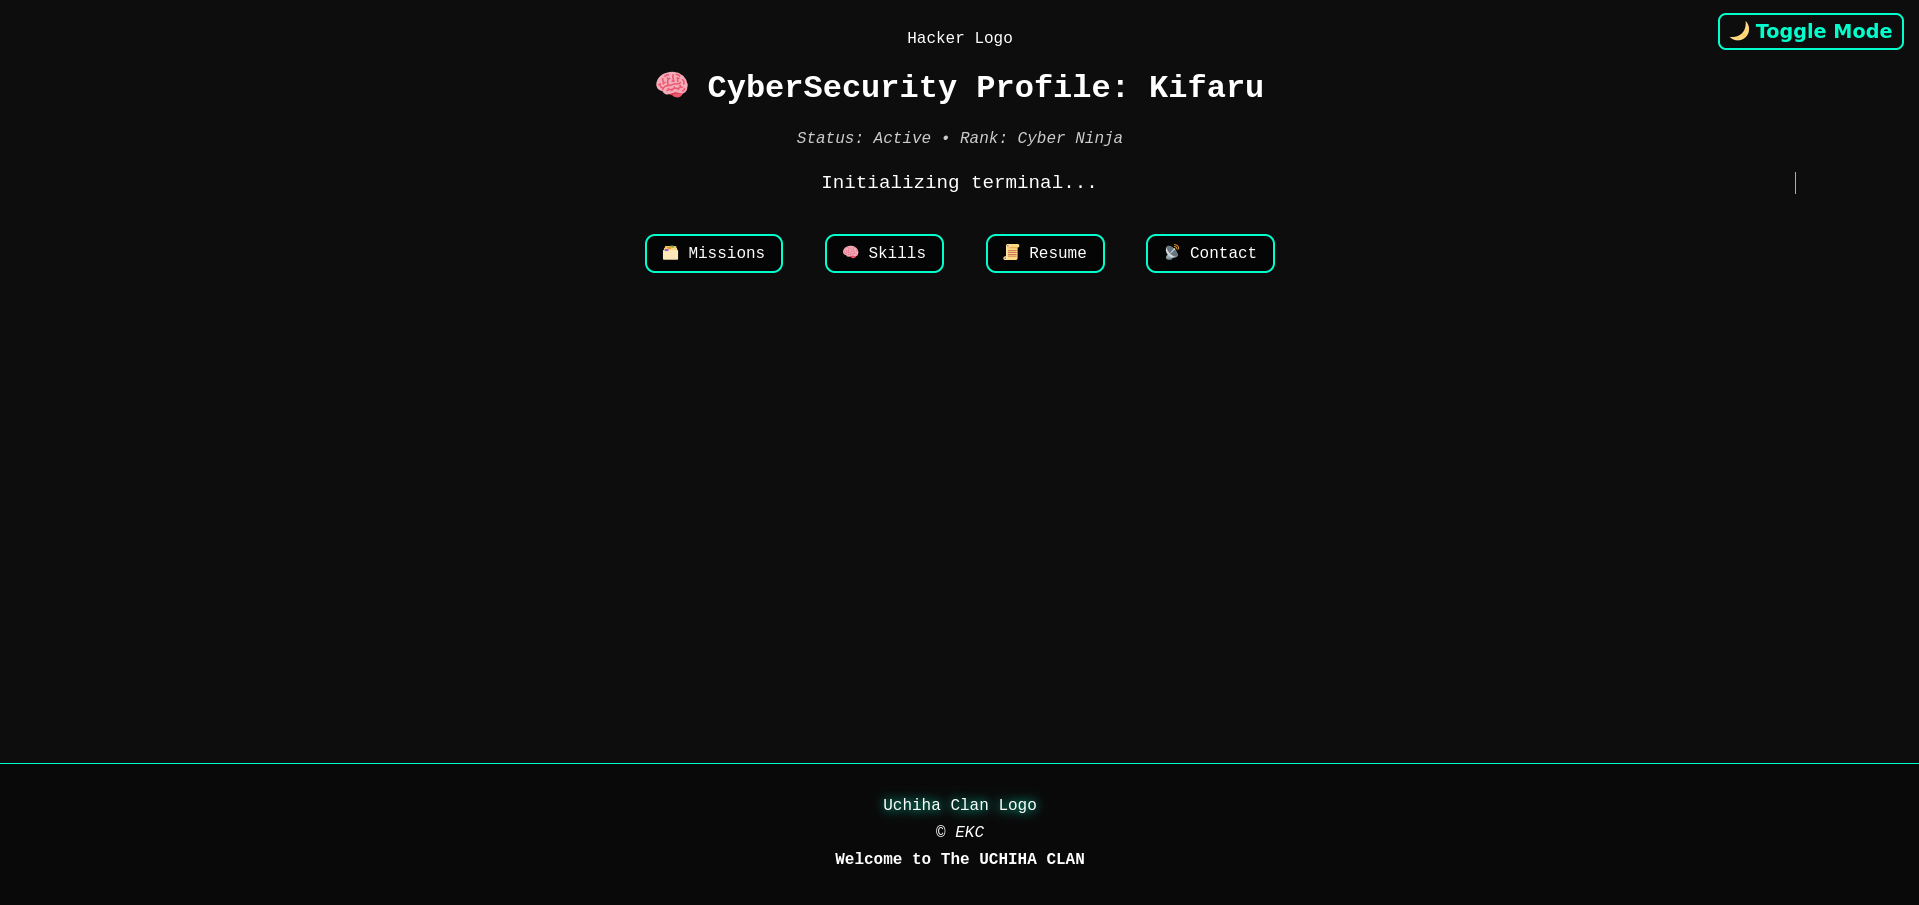 Hacker Logo
🌙 Toggle Mode
🧠 CyberSecurity Profile: Kifaru
Status: Active • Rank: Cyber Ninja
Initializing terminal...
🗂️ Missions
🧠 Skills
📜 Resume
📡 Contact
Uchiha Clan Logo
© EKC
Welcome to The UCHIHA CLAN